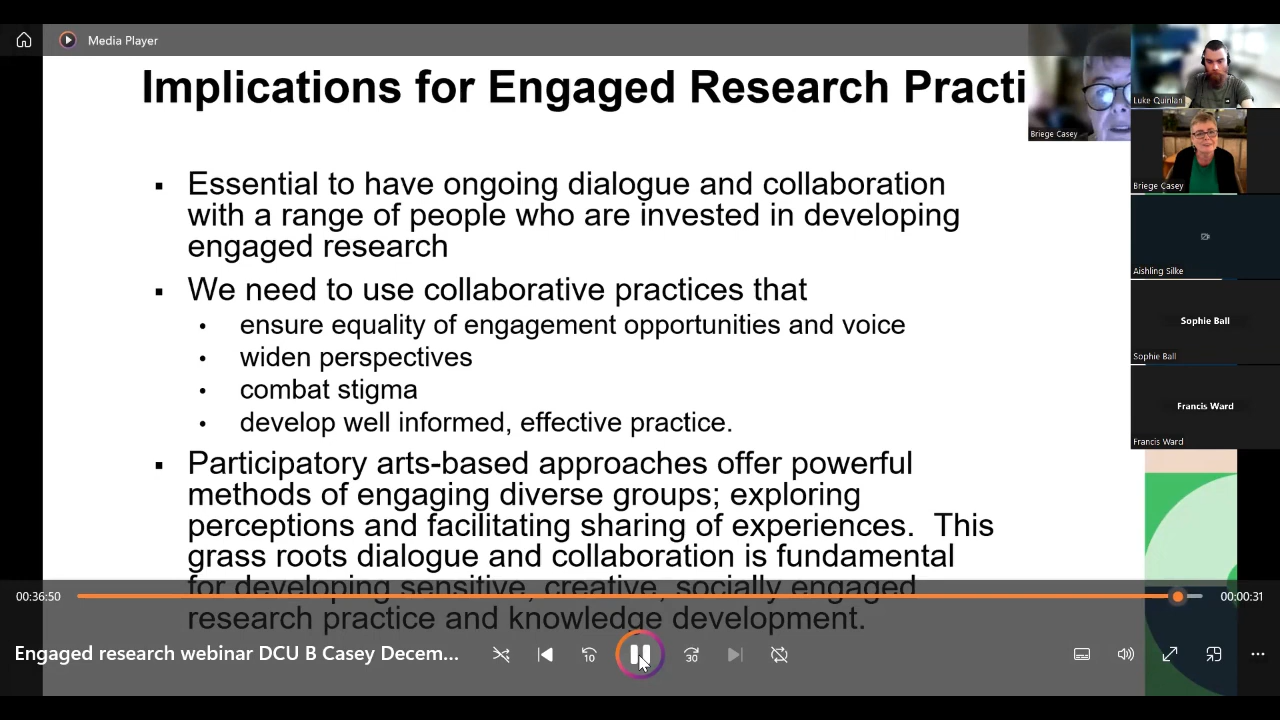 Media Player
Implications for Engaged Research Practi
Essential to have ongoing dialogue and collaboration
with a range of people who are invested in developing
engaged research
We need to use collaborative practices that
ensure equality of engagement opportunities and voice
widen perspectives
combat stigma
develop well informed, effective practice.
Participatory arts-based approaches offer powerful
methods of engaging diverse groups; exploring
perceptions and facilitating sharing of experiences. This
grass roots dialogue and collaboration is fundamental
for developing sensitive, creative, socially engaged
research practice and knowledge development.
Briege Casey
Luke Quinlan
Briege Casey
Aishling Silke
Sophie Ball
Sophie Ball
Francis Ward
Francis Ward
00:36:50
00:00:31
Engaged research webinar DCU B Casey Decem...
10
30